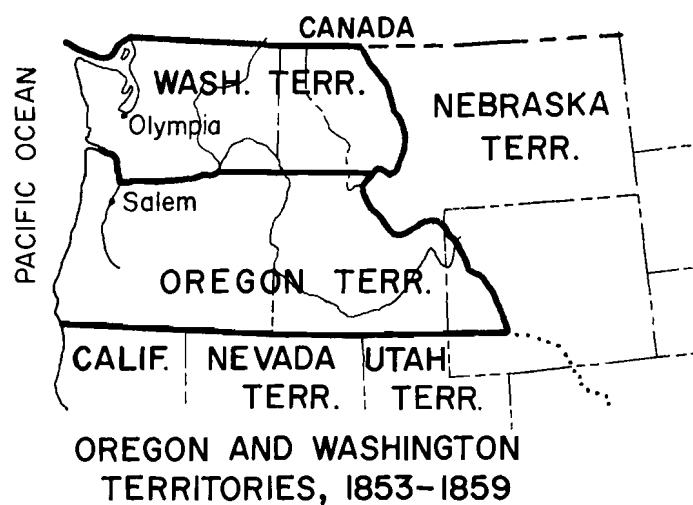 CANADA
WASH. TERR.
NEBRASKA
TERR.
Olympia
PACIFIC OCEAN
Salem
OREGON TERR.
CALIF.
NEVADA
TERR.
UTAH
TERR.
OREGON AND WASHINGTON
TERRITORIES, 1853-1859